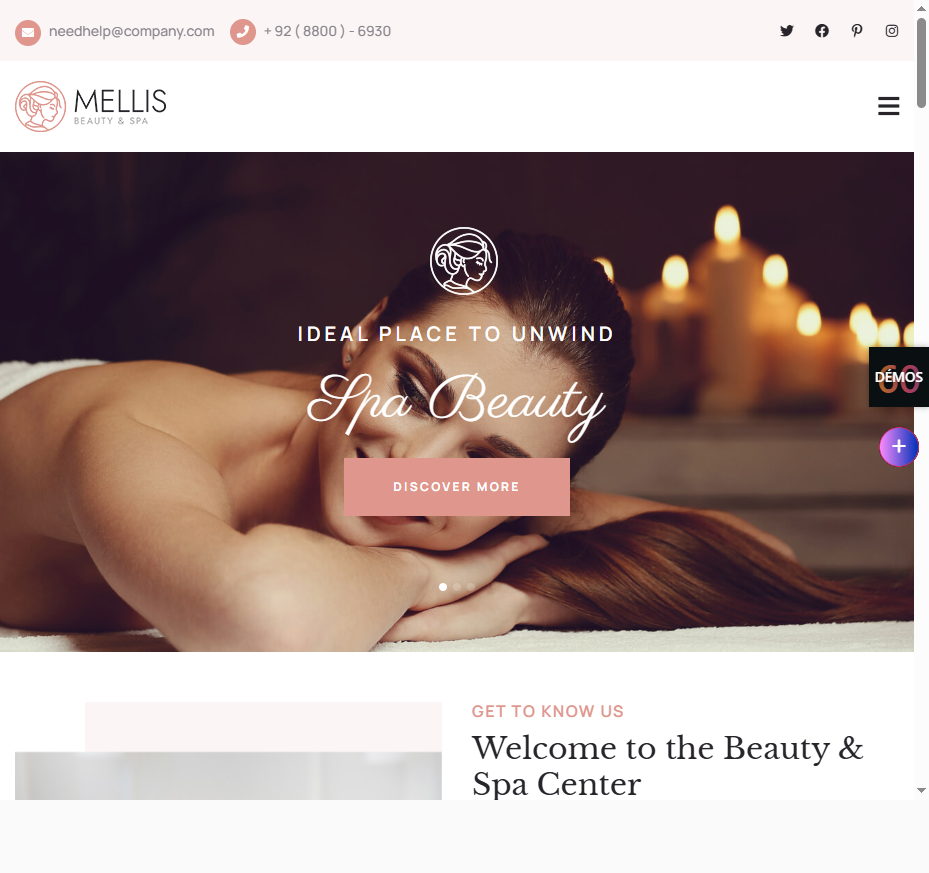 needhelp@company.com
+ 92 ( 8800 ) - 6930
MELLIS
BEAUTY & SPA
IDEAL PLACE TO UNWIND
Spa Beauty
DISCOVER MORE
60
DÉMOS
+
GET TO KNOW US
Welcome to the Beauty &
Spa Center